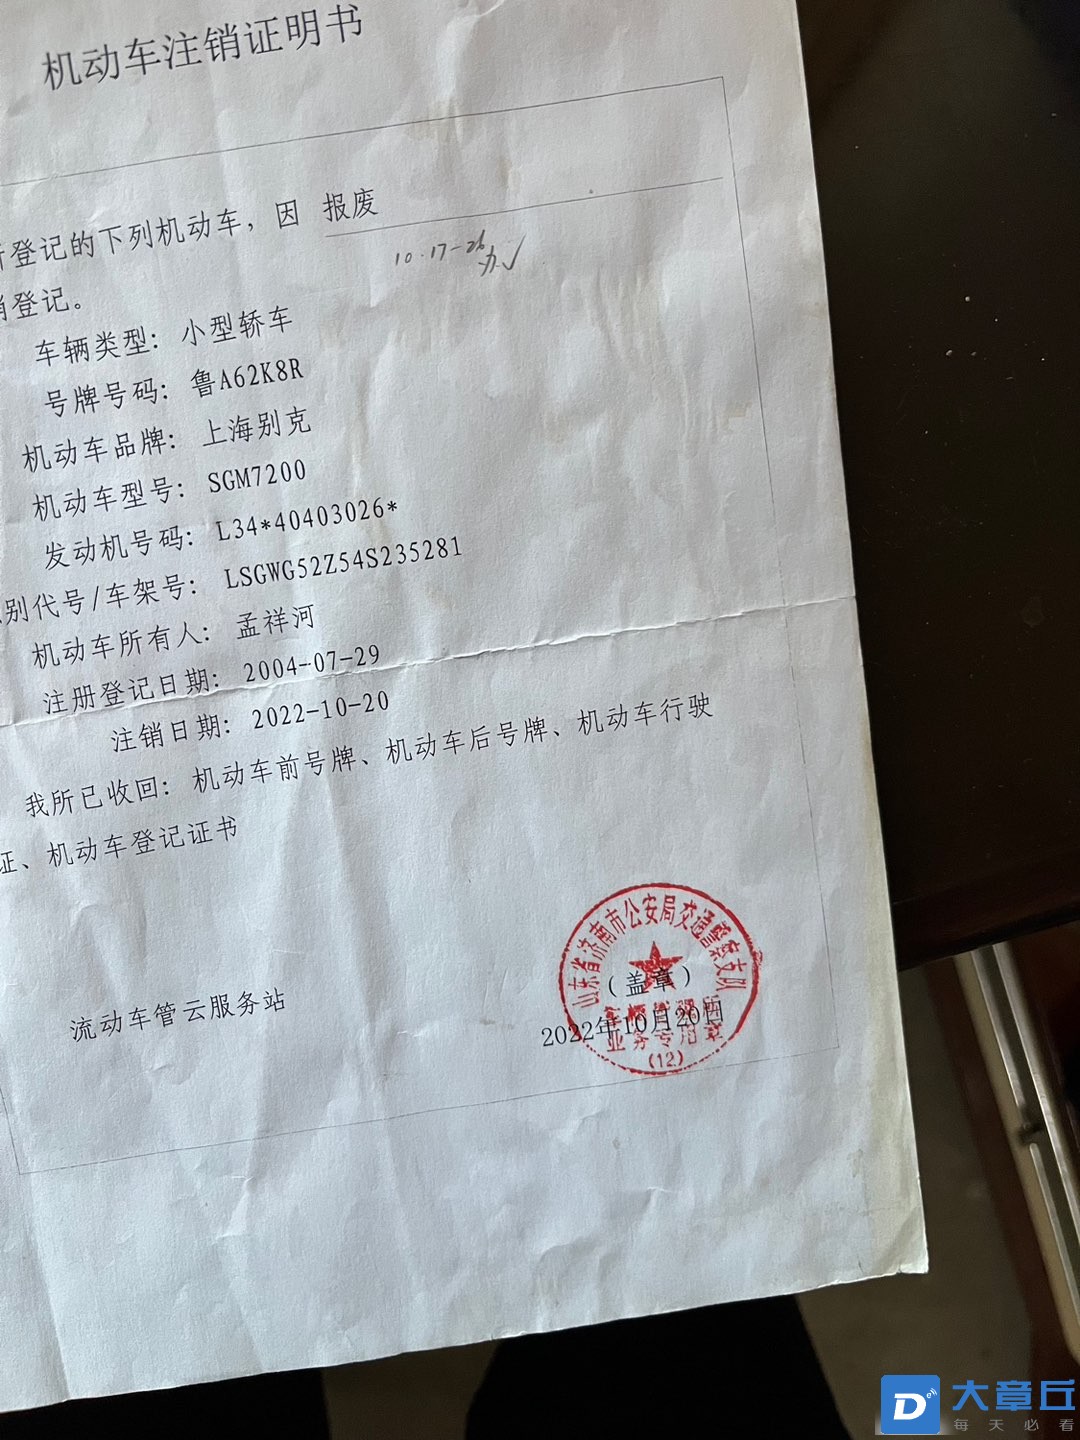 机动车注销证明书
所登记的下列机动车，因 报废
10.17-26办√
销登记。
车辆类型：小型轿车
号牌号码：鲁A62K8R
机动车品牌：上海别克
机动车型号：SGM7200
发动机号码：L34*40403026*
别代号/车架号：LSGWG52Z54S235281
机动车所有人：孟祥河
注册登记日期：2004-07-29
注销日期：2022-10-20
我所已收回：机动车前号牌、机动车后号牌、机动车行驶
证、机动车登记证书
山东省济南市公安局交通警察支队
（盖章）
流动车管云服务站
2022年10月20日
业务专用章
(12)
大章丘
每天必看